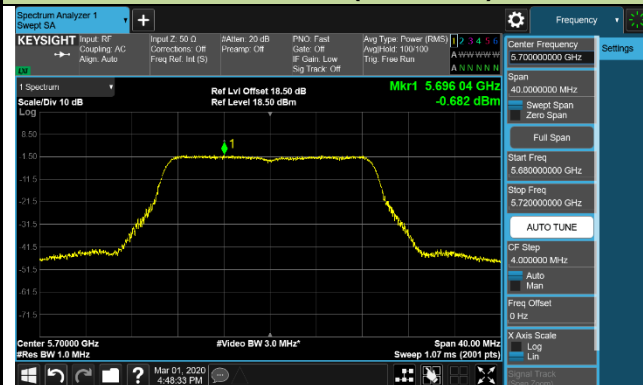 Spectrum Analyzer 1
Swept SA
Frequency
KEYSIGHT
Input: RF
Coupling: AC
Align: Auto
Input Z: 50 Ω
Corrections: Off
Freq Ref: Int (S)
#Atten: 20 dB
Preamp: Off
PNO: Fast
Gate: Off
IF Gain: Low
Sig Track: Off
Avg Type: Power (RMS)
Avg|Hold: 100/100
Trig: Free Run
1 2 3 4 5 6
A W W W W W
A N N N N N
LXI
1 Spectrum
Scale/Div 10 dB
Log
Ref Lvl Offset 18.50 dB
Ref Level 18.50 dBm
Mkr1 5.696 04 GHz
-0.682 dBm
1
8.50
-1.50
-11.5
-21.5
-31.5
-41.5
-51.5
-61.5
-71.5
Center 5.70000 GHz
#Res BW 1.0 MHz
#Video BW 3.0 MHz*
Span 40.00 MHz
Sweep 1.07 ms (2001 pts)
Center Frequency
5.700000000 GHz
Settings
Span
40.0000000 MHz
Swept Span
Zero Span
Full Span
Start Freq
5.680000000 GHz
Stop Freq
5.720000000 GHz
AUTO TUNE
CF Step
4.000000 MHz
Auto
Man
Freq Offset
0 Hz
X Axis Scale
Log
Lin
Signal Track
(Span Zoom)
?
Mar 01, 2020
4:48:33 PM